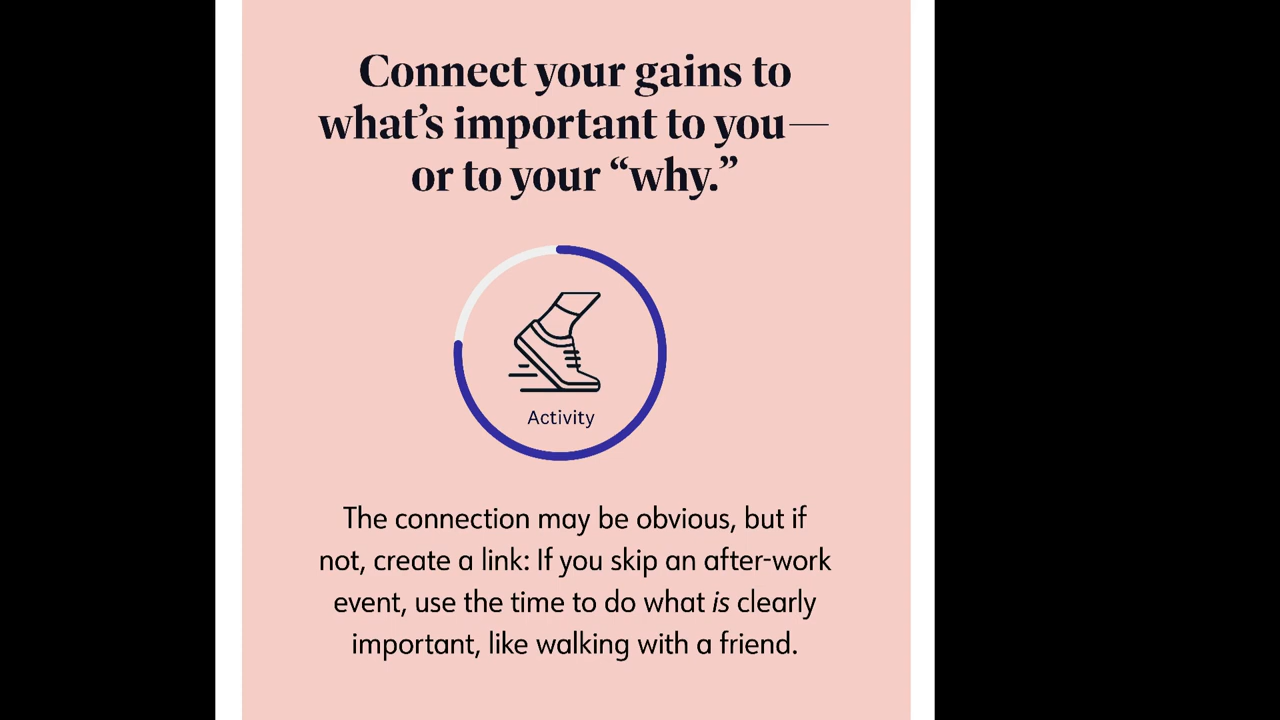 Connect your gains to
what’s important to you—
or to your “why.”
Activity
The connection may be obvious, but if
not, create a link: If you skip an after-work
event, use the time to do what is clearly
important, like walking with a friend.